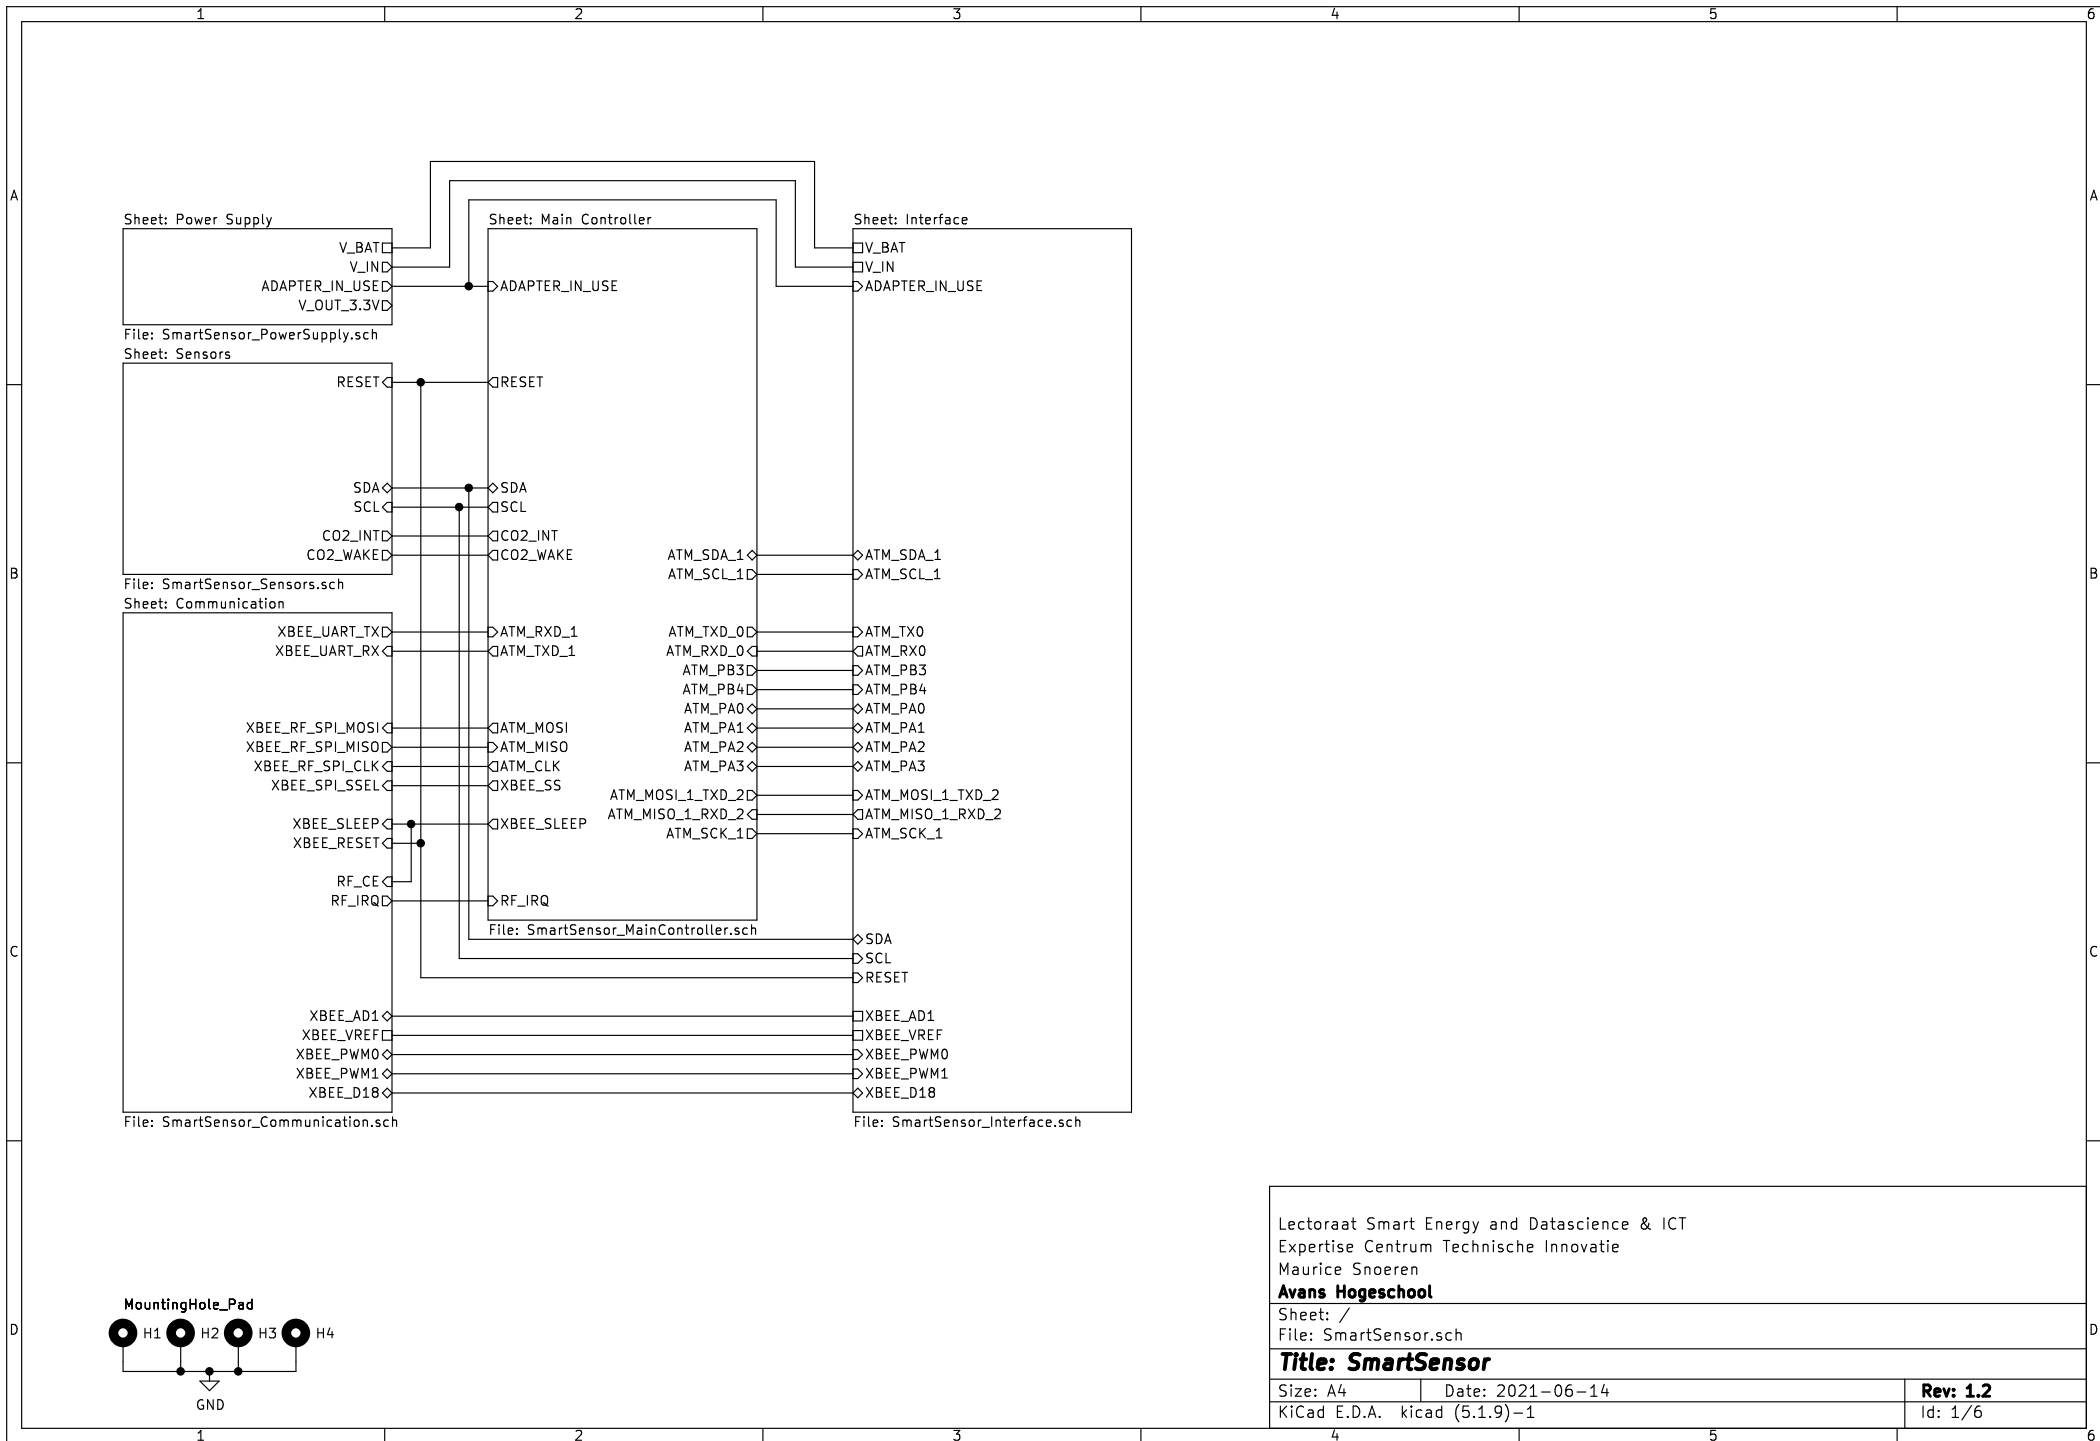 1 2 3 4 5 6
A A
Sheet: Power Supply
V_BAT
V_IN
ADAPTER_IN_USE
V_OUT_3.3V
File: SmartSensor_PowerSupply.sch
Sheet: Sensors
RESET
SDA
SCL
CO2_INT
CO2_WAKE
File: SmartSensor_Sensors.sch
Sheet: Communication
XBEE_UART_TX
XBEE_UART_RX
XBEE_RF_SPI_MOSI
XBEE_RF_SPI_MISO
XBEE_RF_SPI_CLK
XBEE_SPI_SSEL
XBEE_SLEEP
XBEE_RESET
RF_CE
RF_IRQ
XBEE_AD1
XBEE_VREF
XBEE_PWM0
XBEE_PWM1
XBEE_D18
File: SmartSensor_Communication.sch
Sheet: Main Controller
ADAPTER_IN_USE
RESET
SDA
SCL
CO2_INT
CO2_WAKE
ATM_RXD_1
ATM_TXD_1
ATM_MOSI
ATM_MISO
ATM_CLK
XBEE_SS
XBEE_SLEEP
RF_IRQ
ATM_SDA_1
ATM_SCL_1
ATM_TXD_0
ATM_RXD_0
ATM_PB3
ATM_PB4
ATM_PA0
ATM_PA1
ATM_PA2
ATM_PA3
ATM_MOSI_1_TXD_2
ATM_MISO_1_RXD_2
ATM_SCK_1
File: SmartSensor_MainController.sch
Sheet: Interface
V_BAT
V_IN
ADAPTER_IN_USE
ATM_SDA_1
ATM_SCL_1
ATM_TX0
ATM_RX0
ATM_PB3
ATM_PB4
ATM_PA0
ATM_PA1
ATM_PA2
ATM_PA3
ATM_MOSI_1_TXD_2
ATM_MISO_1_RXD_2
ATM_SCK_1
SDA
SCL
RESET
XBEE_AD1
XBEE_VREF
XBEE_PWM0
XBEE_PWM1
XBEE_D18
File: SmartSensor_Interface.sch
B B
C C
D D
MountingHole_Pad
H1 H2 H3 H4
GND
Lectoraat Smart Energy and Datascience & ICT
Expertise Centrum Technische Innovatie
Maurice Snoeren
Avans Hogeschool
Sheet: /
File: SmartSensor.sch
Title: SmartSensor
Size: A4 Date: 2021-06-14 Rev: 1.2
KiCad E.D.A. kicad (5.1.9)-1 Id: 1/6
1 2 3 4 5 6